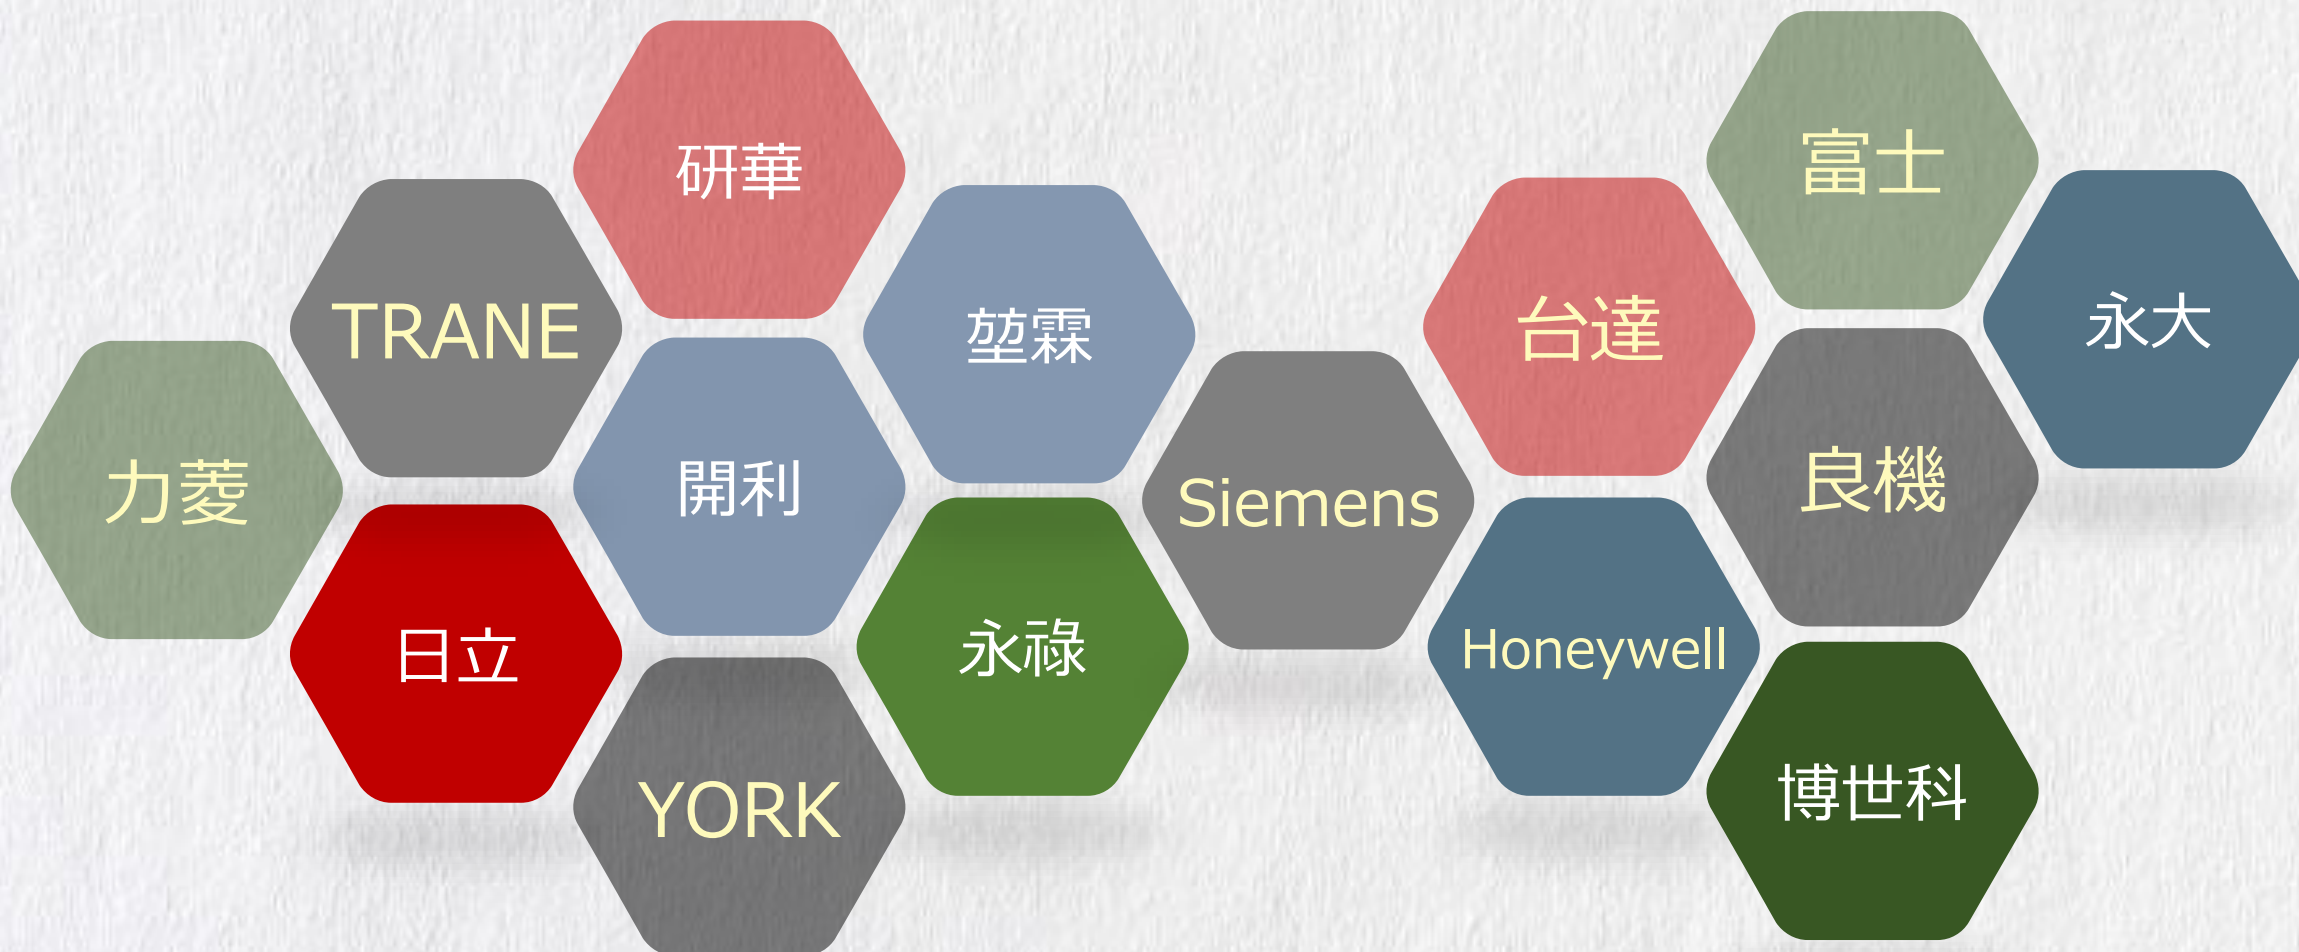 力菱
TRANE
日立
研華
開利
YORK
堃霖
永祿
Siemens
台達
Honeywell
富士
良機
博世科
永大